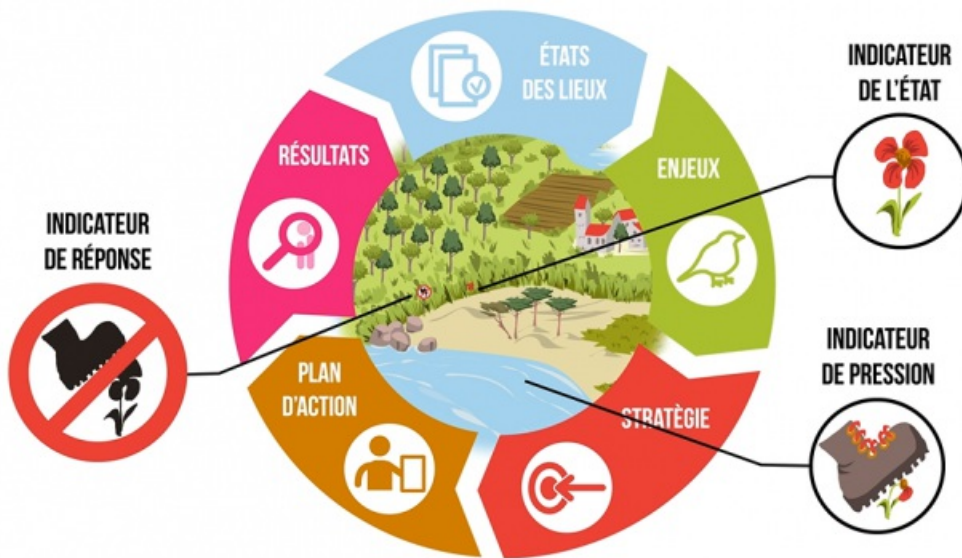 ÉTATS
DES LIEUX
INDICATEUR
DE L'ÉTAT
RÉSULTATS
ENJEUX
INDICATEUR
DE RÉPONSE
INDICATEUR
DE PRESSION
PLAN
D'ACTION
STRATÈGIE